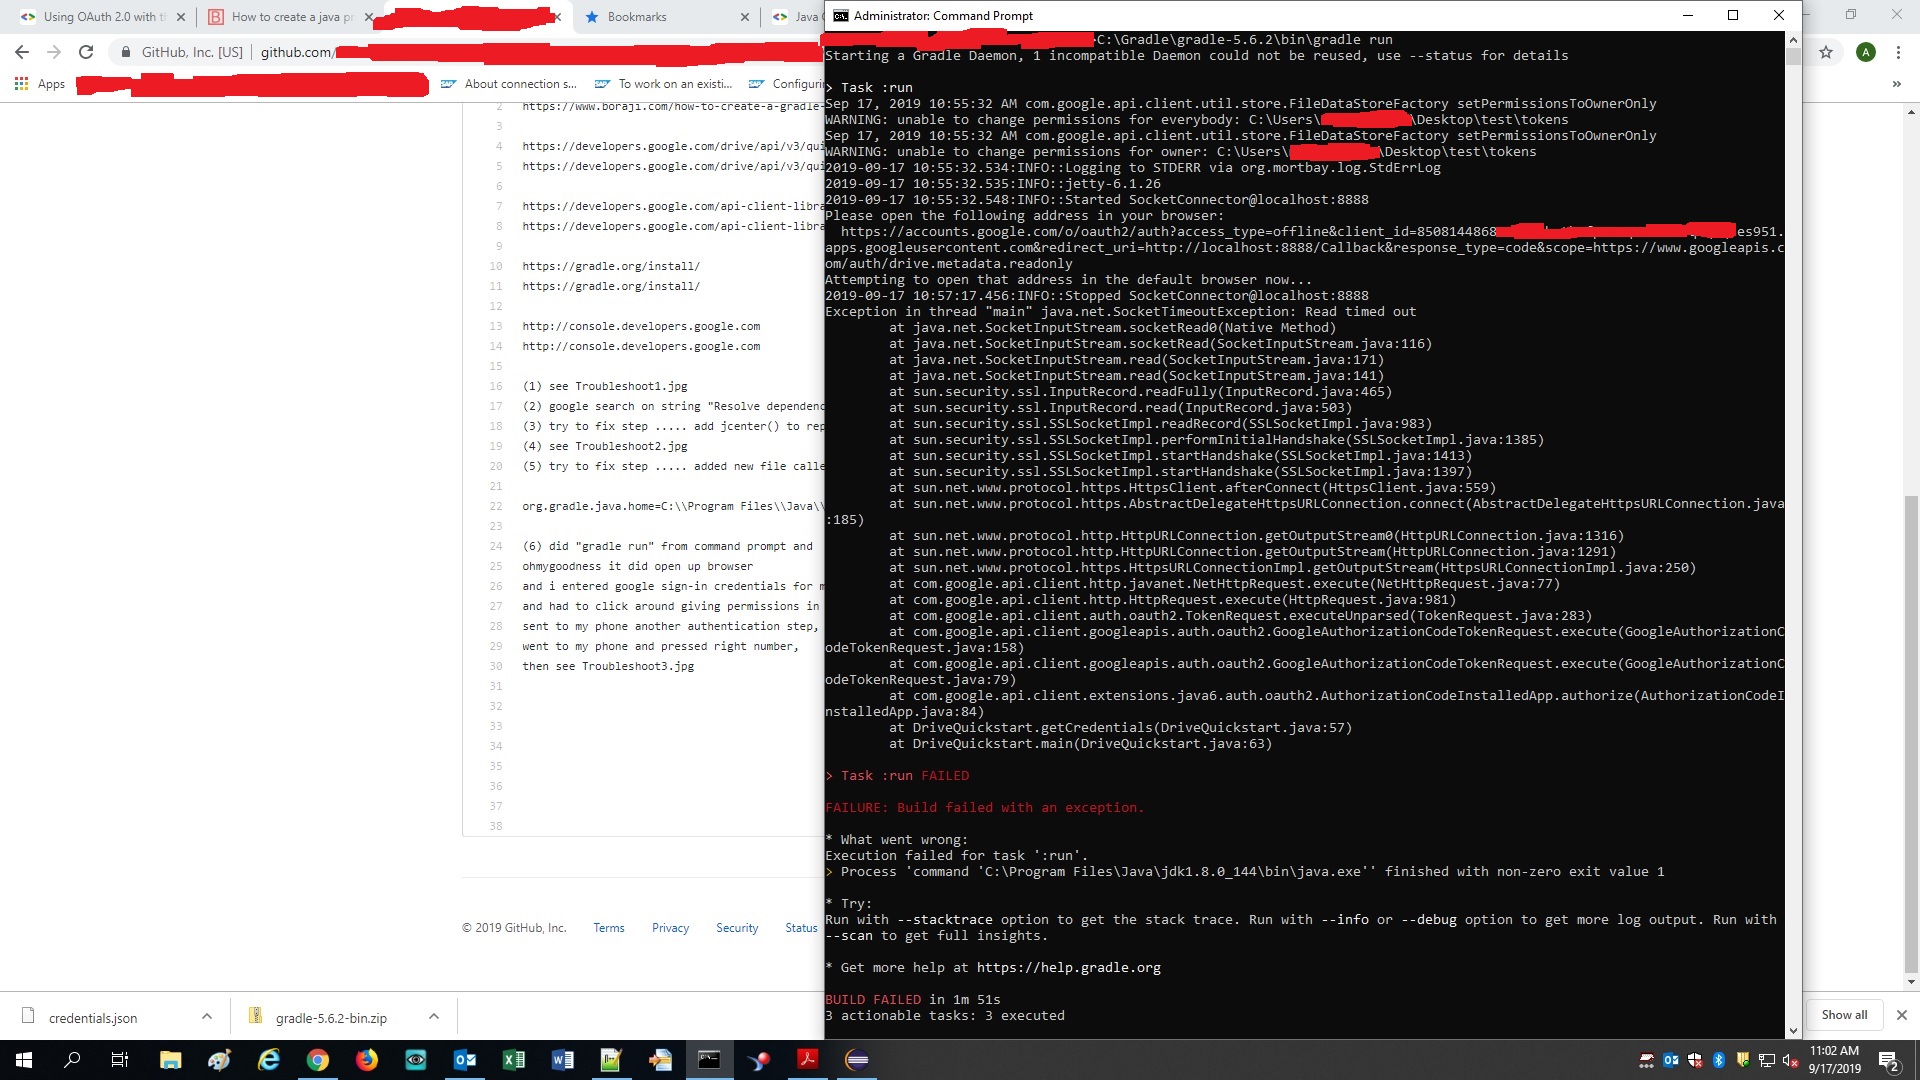 Using OAuth 2.0 with t
How to create a java pr
Bookmarks
Java
GitHub, Inc. [US]
github.com/
Apps
About connection s...
To work on an existi...
Configurin
2
https://www.boraji.com/how-to-create-a-gradle-
3
4 https://developers.google.com/drive/api/v3/qui
5 https://developers.google.com/drive/api/v3/qui
6
7 https://developers.google.com/api-client-libra
8 https://developers.google.com/api-client-libra
9
10 https://gradle.org/install/
11 https://gradle.org/install/
12
13 http://console.developers.google.com
14 http://console.developers.google.com
15
16 (1) see Troubleshoot1.jpg
17 (2) google search on string "Resolve dependenc
18 (3) try to fix step ..... add jcenter() to rep
19 (4) see Troubleshoot2.jpg
20 (5) try to fix step ..... added new file calle
21
22 org.gradle.java.home=C:\\Program Files\\Java\\
23
24 (6) did "gradle run" from command prompt and
25 ohmygoodness it did open up browser
26 and i entered google sign-in credentials for m
27 and had to click around giving permissions in
28 sent to my phone another authentication step,
29 went to my phone and pressed right number,
30 then see Troubleshoot3.jpg
31
32
33
34
35
36
37
38
© 2019 GitHub, Inc. Terms Privacy Security Status
credentials.json
gradle-5.6.2-bin.zip
Administrator: Command Prompt
C:\Gradle\gradle-5.6.2\bin\gradle run
Starting a Gradle Daemon, 1 incompatible Daemon could not be reused, use --status for details
> Task :run
Sep 17, 2019 10:55:32 AM com.google.api.client.util.store.FileDataStoreFactory setPermissionsToOwnerOnly
WARNING: unable to change permissions for everybody: C:\Users\ \Desktop\test\tokens
Sep 17, 2019 10:55:32 AM com.google.api.client.util.store.FileDataStoreFactory setPermissionsToOwnerOnly
WARNING: unable to change permissions for owner: C:\Users\ \Desktop\test\tokens
2019-09-17 10:55:32.534:INFO::Logging to STDERR via org.mortbay.log.StdErrLog
2019-09-17 10:55:32.535:INFO::jetty-6.1.26
2019-09-17 10:55:32.548:INFO::Started SocketConnector@localhost:8888
Please open the following address in your browser:
https://accounts.google.com/o/oauth2/auth?access_type=offline&client_id=8508144868 es951.
apps.googleusercontent.com&redirect_uri=http://localhost:8888/Callback&response_type=code&scope=https://www.googleapis.c
om/auth/drive.metadata.readonly
Attempting to open that address in the default browser now...
2019-09-17 10:57:17.456:INFO::Stopped SocketConnector@localhost:8888
Exception in thread "main" java.net.SocketTimeoutException: Read timed out
at java.net.SocketInputStream.socketRead0(Native Method)
at java.net.SocketInputStream.socketRead(SocketInputStream.java:116)
at java.net.SocketInputStream.read(SocketInputStream.java:171)
at java.net.SocketInputStream.read(SocketInputStream.java:141)
at sun.security.ssl.InputRecord.readFully(InputRecord.java:465)
at sun.security.ssl.InputRecord.read(InputRecord.java:503)
at sun.security.ssl.SSLSocketImpl.readRecord(SSLSocketImpl.java:983)
at sun.security.ssl.SSLSocketImpl.performInitialHandshake(SSLSocketImpl.java:1385)
at sun.security.ssl.SSLSocketImpl.startHandshake(SSLSocketImpl.java:1413)
at sun.security.ssl.SSLSocketImpl.startHandshake(SSLSocketImpl.java:1397)
at sun.net.www.protocol.https.HttpsClient.afterConnect(HttpsClient.java:559)
at sun.net.www.protocol.https.AbstractDelegateHttpsURLConnection.connect(AbstractDelegateHttpsURLConnection.java
:185)
at sun.net.www.protocol.http.HttpURLConnection.getOutputStream0(HttpURLConnection.java:1316)
at sun.net.www.protocol.http.HttpURLConnection.getOutputStream(HttpURLConnection.java:1291)
at sun.net.www.protocol.https.HttpsURLConnectionImpl.getOutputStream(HttpsURLConnectionImpl.java:250)
at com.google.api.client.http.javanet.NetHttpRequest.execute(NetHttpRequest.java:77)
at com.google.api.client.http.HttpRequest.execute(HttpRequest.java:981)
at com.google.api.client.auth.oauth2.TokenRequest.executeUnparsed(TokenRequest.java:283)
at com.google.api.client.googleapis.auth.oauth2.GoogleAuthorizationCodeTokenRequest.execute(GoogleAuthorizationC
odeTokenRequest.java:158)
at com.google.api.client.googleapis.auth.oauth2.GoogleAuthorizationCodeTokenRequest.execute(GoogleAuthorizationC
odeTokenRequest.java:79)
at com.google.api.client.extensions.java6.auth.oauth2.AuthorizationCodeInstalledApp.authorize(AuthorizationCodeI
nstalledApp.java:84)
at DriveQuickstart.getCredentials(DriveQuickstart.java:57)
at DriveQuickstart.main(DriveQuickstart.java:63)
> Task :run FAILED
FAILURE: Build failed with an exception.
* What went wrong:
Execution failed for task ':run'.
> Process 'command 'C:\Program Files\Java\jdk1.8.0_144\bin\java.exe'' finished with non-zero exit value 1
* Try:
Run with --stacktrace option to get the stack trace. Run with --info or --debug option to get more log output. Run with
--scan to get full insights.
* Get more help at https://help.gradle.org
BUILD FAILED in 1m 51s
3 actionable tasks: 3 executed
A
Show all
11:02 AM
9/17/2019
2